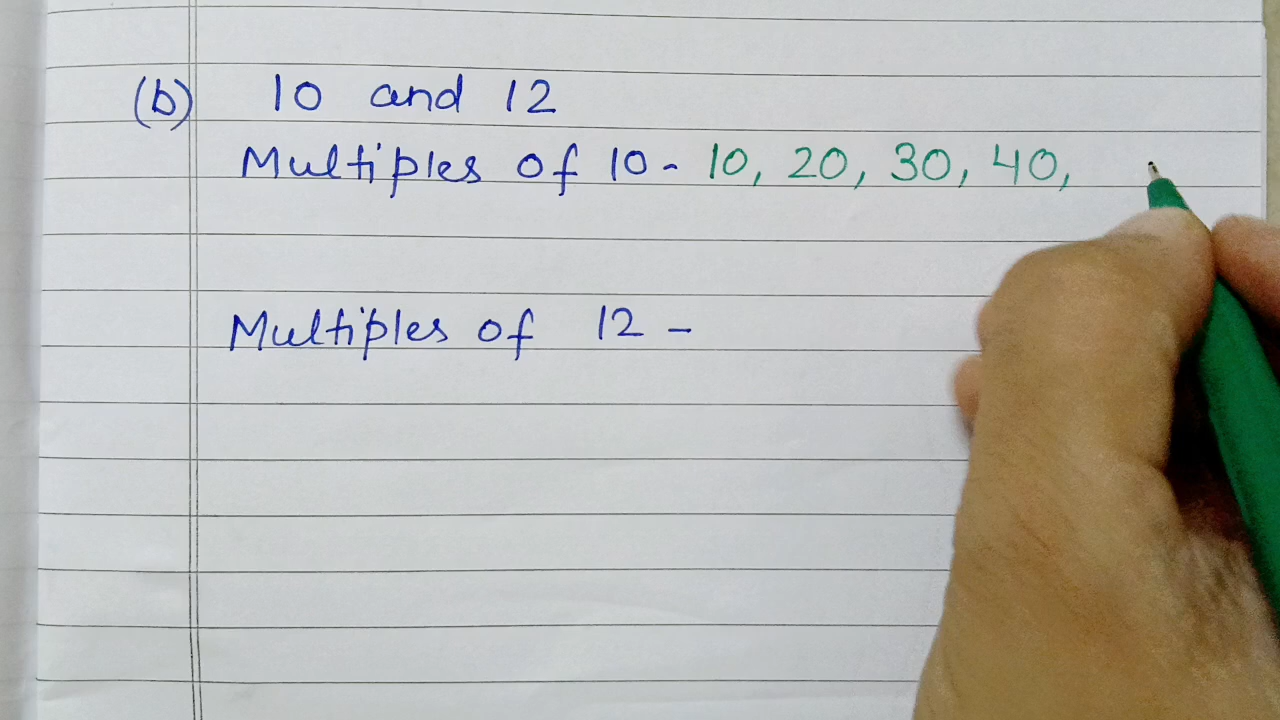 (b) 10 and 12
Multiples of 10 - 10, 20, 30, 40,
Multiples of 12 -